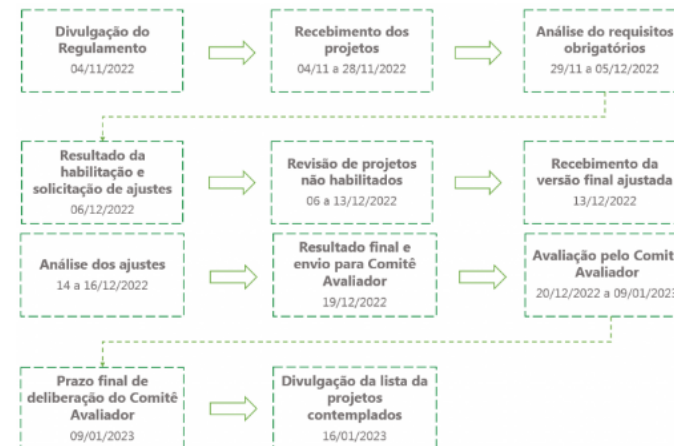 Divulgação do
Regulamento
04/11/2022
Recebimento dos
projetos
04/11 a 28/11/2022
Análise do requisitos
obrigatórios
29/11 a 05/12/2022
Resultado da
habilitação e
solicitação de ajustes
06/12/2022
Revisão de projetos
não habilitados
06 a 13/12/2022
Recebimento da
versão final ajustada
13/12/2022
Análise dos ajustes
14 a 16/12/2022
Resultado final e
envio para Comitê
Avaliador
19/12/2022
Avaliação pelo Comit
Avaliador
20/12/2022 a 09/01/2023
Prazo final de
deliberação do Comitê
Avaliador
09/01/2023
Divulgação da lista da
projetos
contemplados
16/01/2023